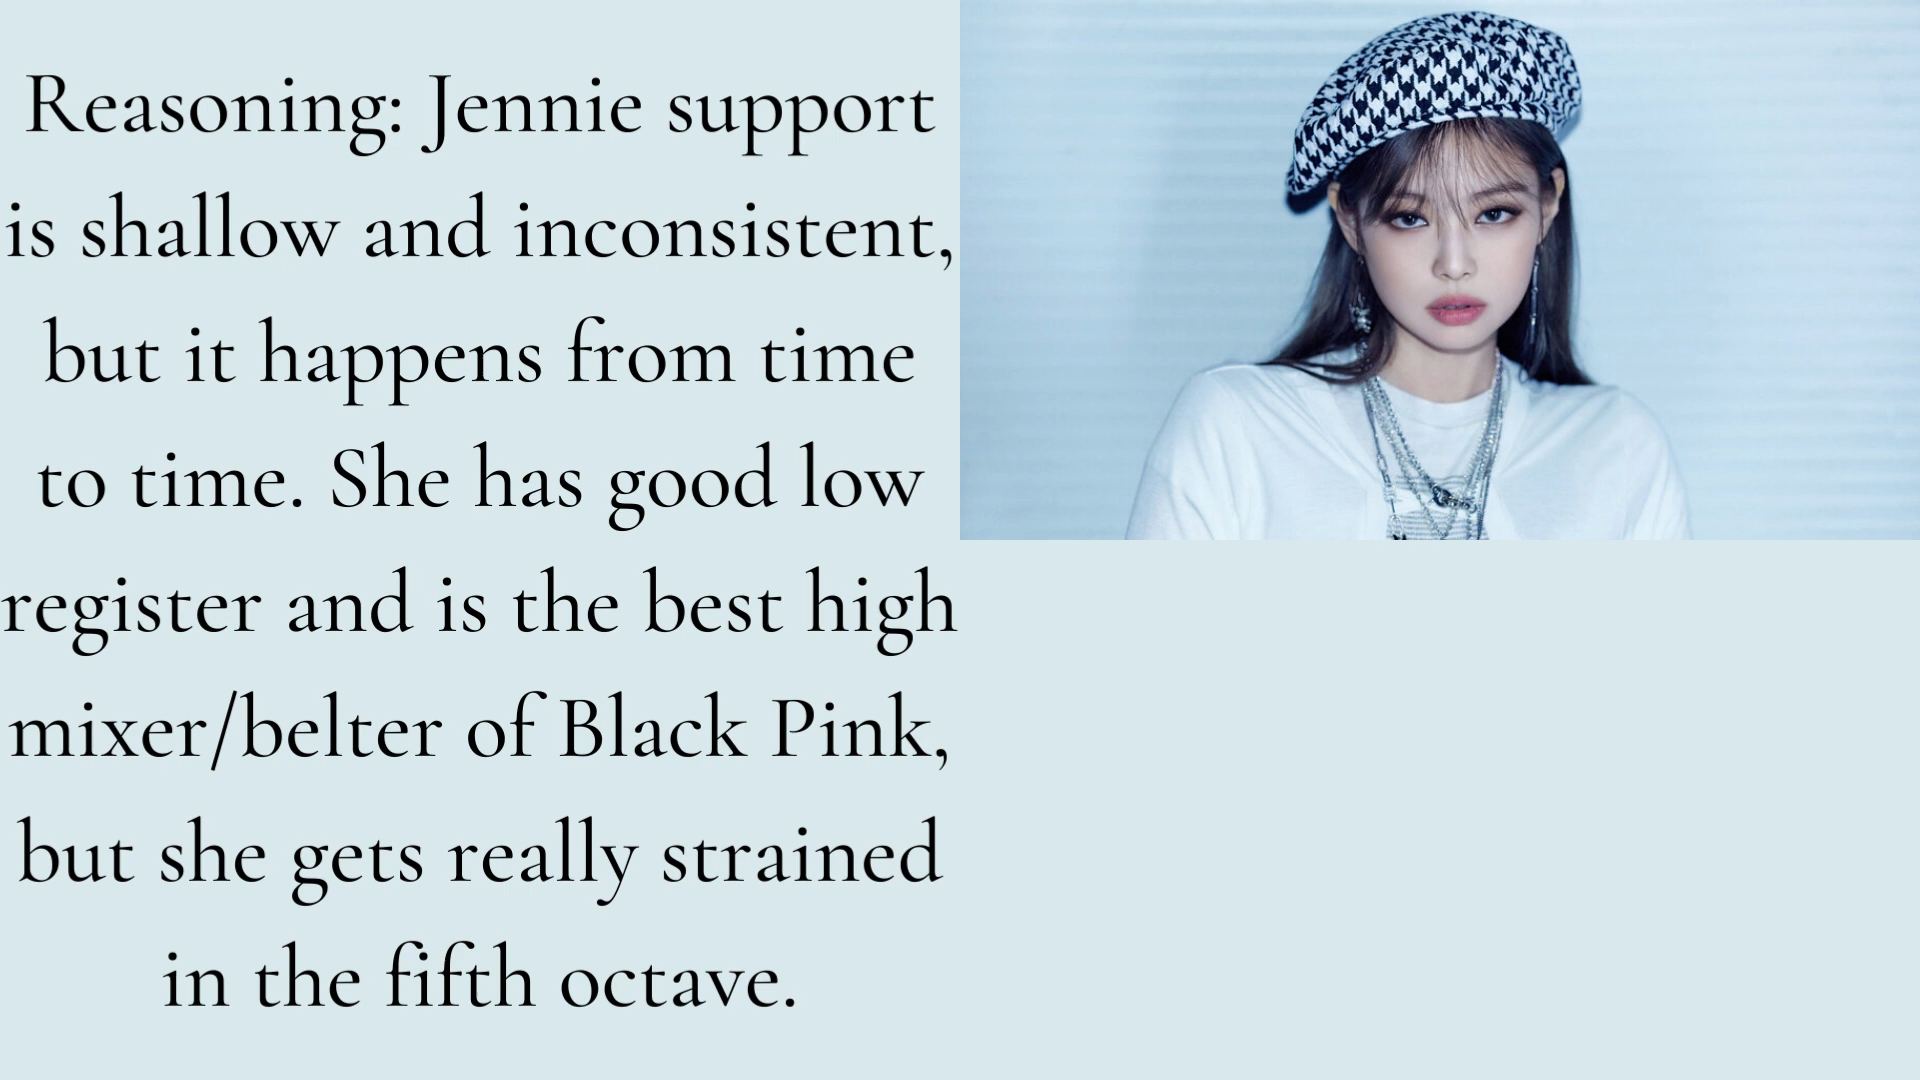 Reasoning: Jennie support
is shallow and inconsistent,
but it happens from time
to time. She has good low
register and is the best high
mixer/belter of Black Pink,
but she gets really strained
in the fifth octave.